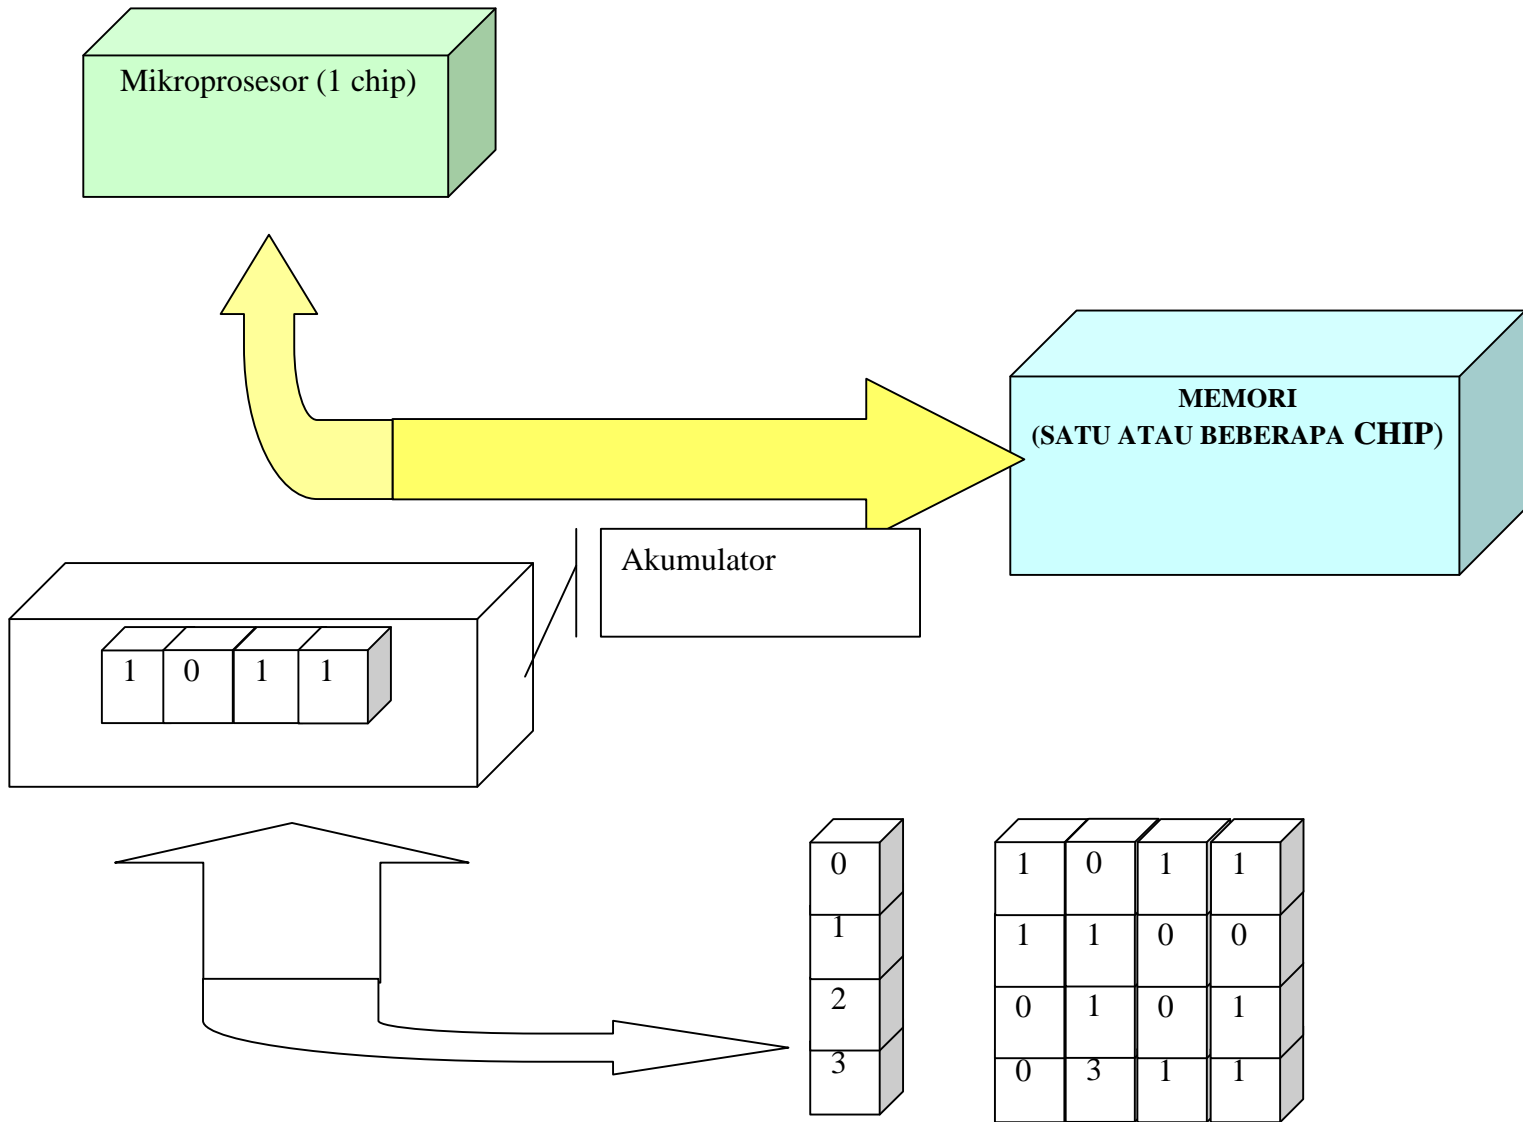 Mikroprosesor (1 chip)
MEMORI
(SATU ATAU BEBERAPA CHIP)
Akumulator
1 0 1 1
0 1 0 1 1
1 1 1 0 0
2 0 1 0 1
3 0 3 1 1